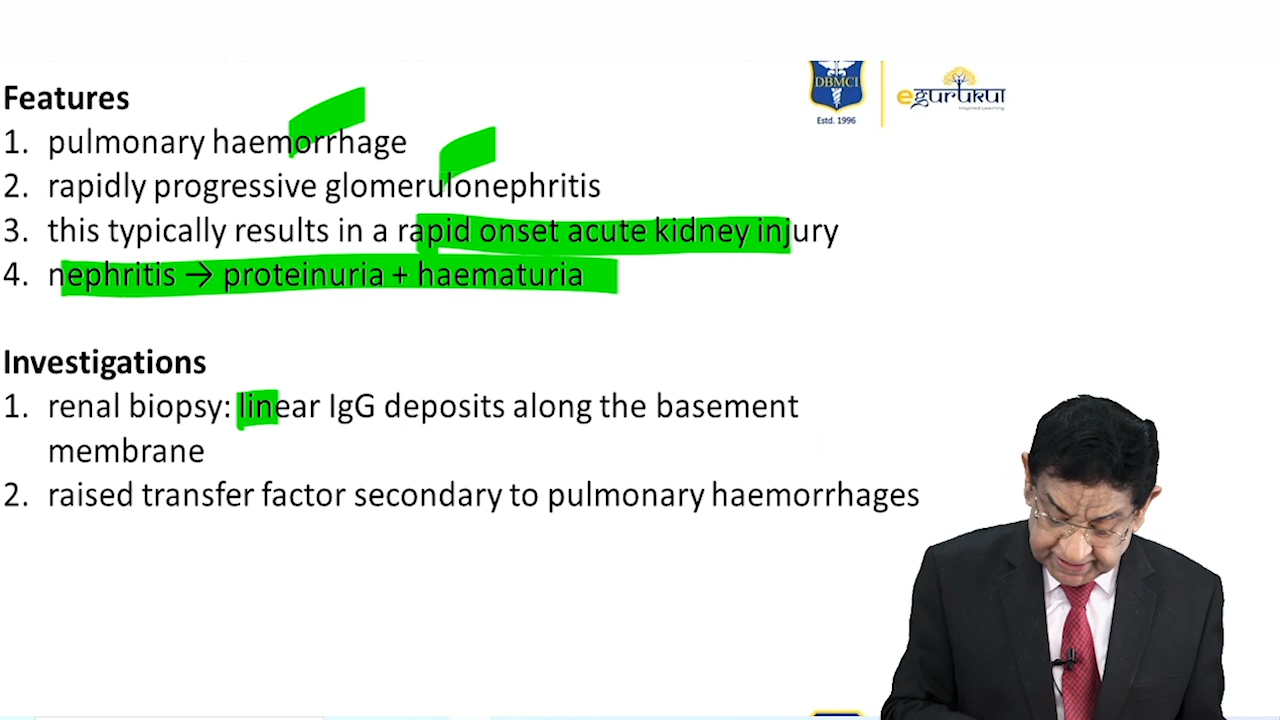 DBMCI
Estd. 1996
egurukul
Inspired Learning
Features
1. pulmonary haemorrhage
2. rapidly progressive glomerulonephritis
3. this typically results in a rapid onset acute kidney injury
4. nephritis → proteinuria + haematuria
Investigations
1. renal biopsy: linear IgG deposits along the basement
membrane
2. raised transfer factor secondary to pulmonary haemorrhages